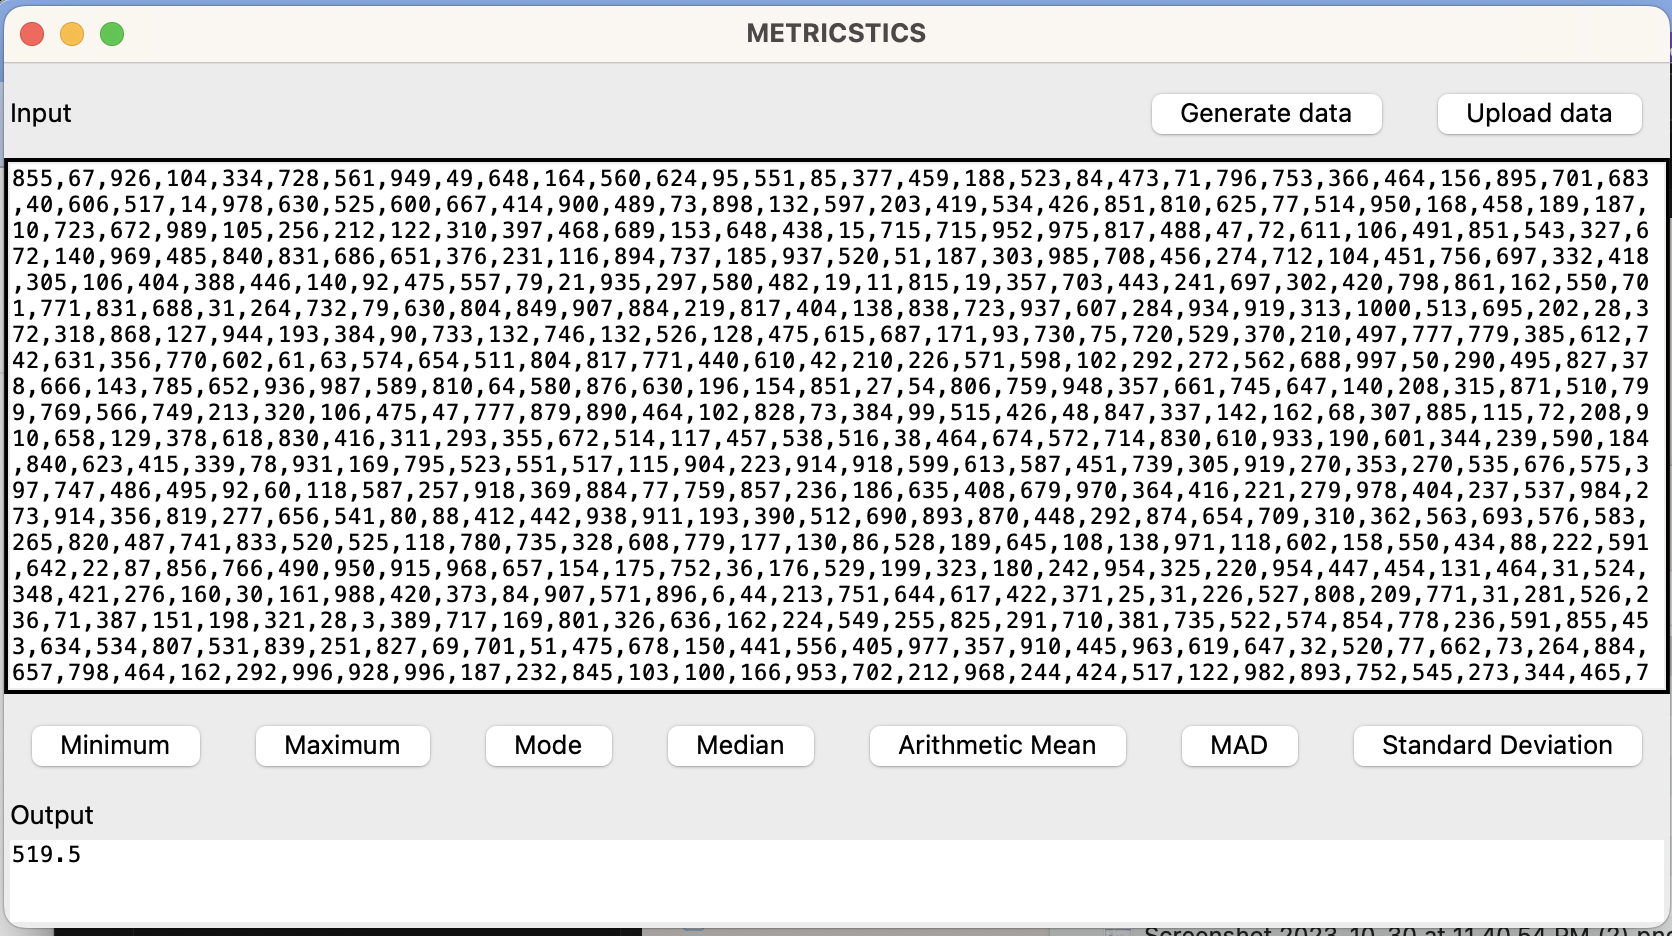 METRICSTICS
Input
Generate data
Upload data
855,67,926,104,334,728,561,949,49,648,164,560,624,95,551,85,377,459,188,523,84,473,71,796,753,366,464,156,895,701,683
,40,606,517,14,978,630,525,600,667,414,900,489,73,898,132,597,203,419,534,426,851,810,625,77,514,950,168,458,189,187,
10,723,672,989,105,256,212,122,310,397,468,689,153,648,438,15,715,715,952,975,817,488,47,72,611,106,491,851,543,327,6
72,140,969,485,840,831,686,651,376,231,116,894,737,185,937,520,51,187,303,985,708,456,274,712,104,451,756,697,332,418
,305,106,404,388,446,140,92,475,557,79,21,935,297,580,482,19,11,815,19,357,703,443,241,697,302,420,798,861,162,550,70
1,771,831,688,31,264,732,79,630,804,849,907,884,219,817,404,138,838,723,937,607,284,934,919,313,1000,513,695,202,28,3
72,318,868,127,944,193,384,90,733,132,746,132,526,128,475,615,687,171,93,730,75,720,529,370,210,497,777,779,385,612,7
42,631,356,770,602,61,63,574,654,511,804,817,771,440,610,42,210,226,571,598,102,292,272,562,688,997,50,290,495,827,37
8,666,143,785,652,936,987,589,810,64,580,876,630,196,154,851,27,54,806,759,948,357,661,745,647,140,208,315,871,510,79
9,769,566,749,213,320,106,475,47,777,879,890,464,102,828,73,384,99,515,426,48,847,337,142,162,68,307,885,115,72,208,9
10,658,129,378,618,830,416,311,293,355,672,514,117,457,538,516,38,464,674,572,714,830,610,933,190,601,344,239,590,184
,840,623,415,339,78,931,169,795,523,551,517,115,904,223,914,918,599,613,587,451,739,305,919,270,353,270,535,676,575,3
97,747,486,495,92,60,118,587,257,918,369,884,77,759,857,236,186,635,408,679,970,364,416,221,279,978,404,237,537,984,2
73,914,356,819,277,656,541,80,88,412,442,938,911,193,390,512,690,893,870,448,292,874,654,709,310,362,563,693,576,583,
265,820,487,741,833,520,525,118,780,735,328,608,779,177,130,86,528,189,645,108,138,971,118,602,158,550,434,88,222,591
,642,22,87,856,766,490,950,915,968,657,154,175,752,36,176,529,199,323,180,242,954,325,220,954,447,454,131,464,31,524,
348,421,276,160,30,161,988,420,373,84,907,571,896,6,44,213,751,644,617,422,371,25,31,226,527,808,209,771,31,281,526,2
36,71,387,151,198,321,28,3,389,717,169,801,326,636,162,224,549,255,825,291,710,381,735,522,574,854,778,236,591,855,45
3,634,534,807,531,839,251,827,69,701,51,475,678,150,441,556,405,977,357,910,445,963,619,647,32,520,77,662,73,264,884,
657,798,464,162,292,996,928,996,187,232,845,103,100,166,953,702,212,968,244,424,517,122,982,893,752,545,273,344,465,7
Minimum
Maximum
Mode
Median
Arithmetic Mean
MAD
Standard Deviation
Output
519.5